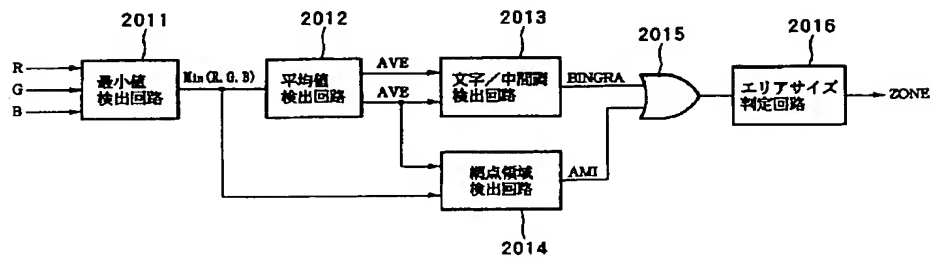 2011
2012
2013
2015
2016
R
G
B
最小値
検出回路
Min(R,G,B)
平均値
検出回路
AVE
AVE
文字/中間調
検出回路
BINGRA
エリアサイズ
判定回路
ZONE
網点領域
検出回路
AMI
2014